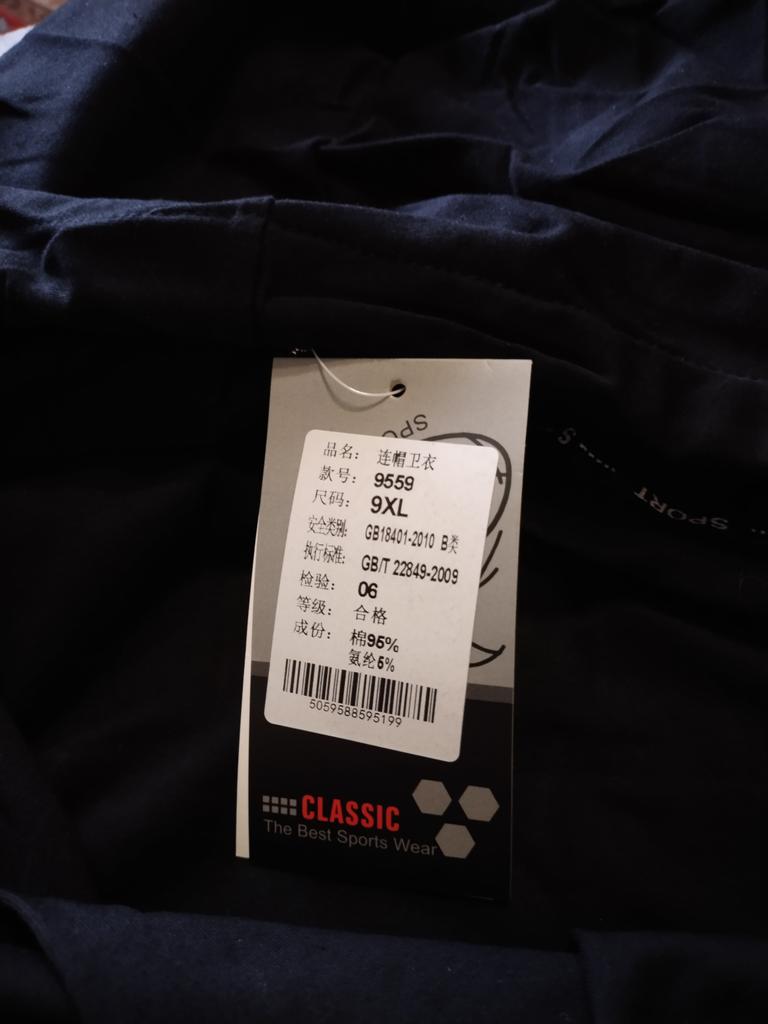 SPO
品名: 连帽卫衣
款号: 9559
尺码: 9XL
安全类别: GB18401-2010 B类
执行标准: GB/T 22849-2009
检验: 06
等级: 合格
成份: 棉95%
氨纶5%
5059588595199
CLASSIC
The Best Sports Wear
SPORT